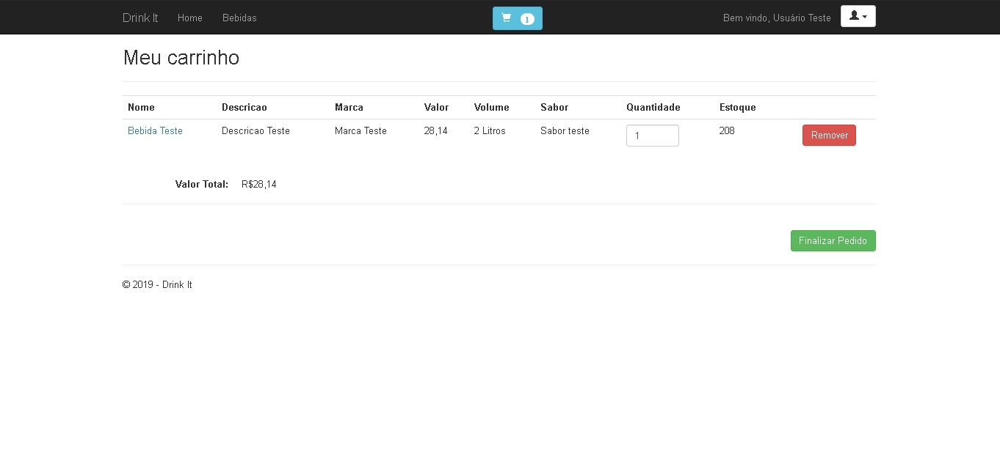 Drink It Home Bebidas 1 Bem vindo, Usuário Teste
Meu carrinho
Nome Descricao Marca Valor Volume Sabor Quantidade Estoque
Bebida Teste Descricao Teste Marca Teste 28,14 2 Litros Sabor teste 1 208 Remover
Valor Total: R$28,14
Finalizar Pedido
© 2019 - Drink It